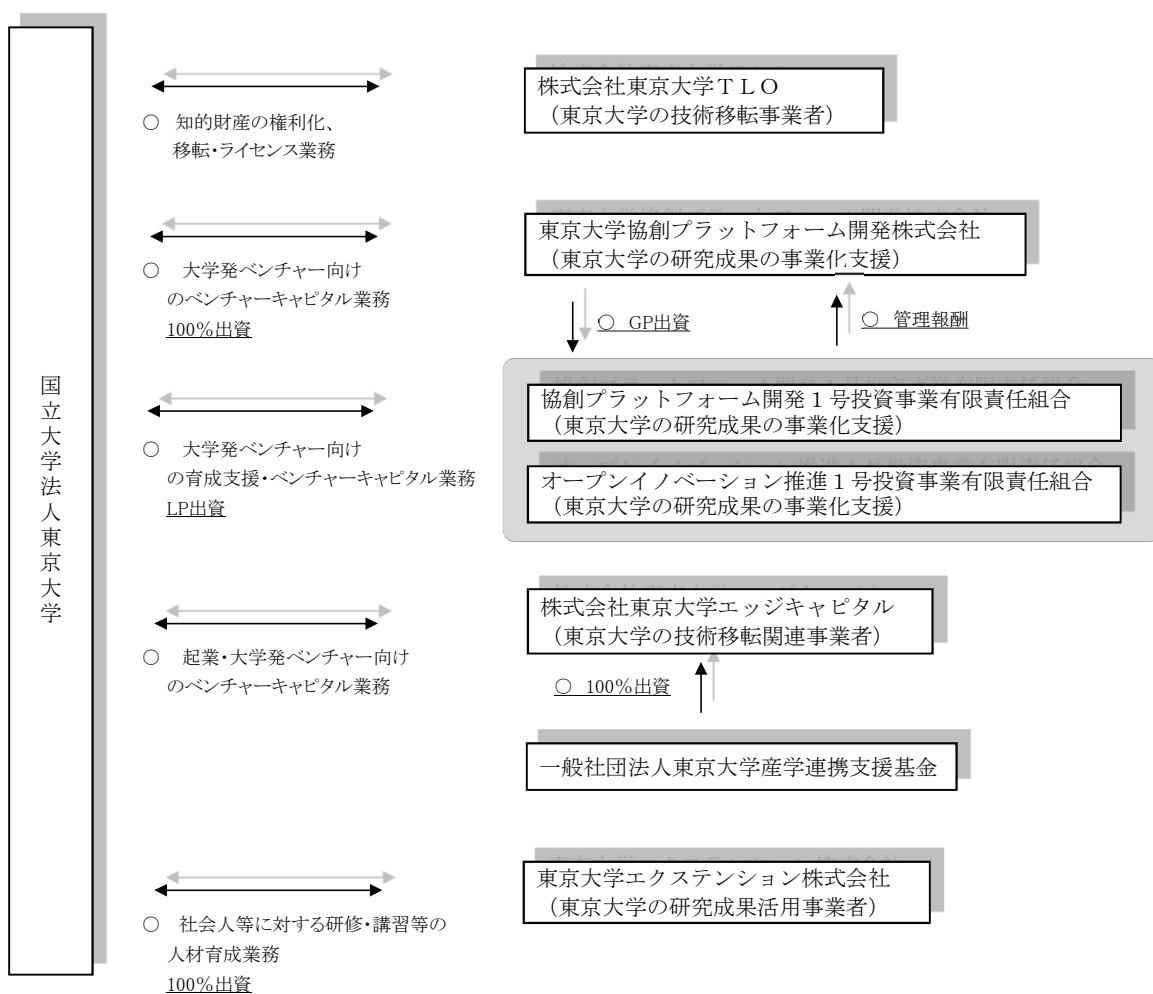 国立大学法人東京大学
株式会社東京大学ＴＬＯ
（東京大学の技術移転事業者）
○　知的財産の権利化、
移転・ライセンス業務
東京大学協創プラットフォーム開発株式会社
（東京大学の研究成果の事業化支援）
○　大学発ベンチャー向け
のベンチャーキャピタル業務
100％出資
○　GP出資
○　管理報酬
協創プラットフォーム開発１号投資事業有限責任組合
（東京大学の研究成果の事業化支援）
○　大学発ベンチャー向け
の育成支援・ベンチャーキャピタル業務
LP出資
オープンイノベーション推進１号投資事業有限責任組合
（東京大学の研究成果の事業化支援）
株式会社東京大学エッジキャピタル
（東京大学の技術移転関連事業者）
○　起業・大学発ベンチャー向け
のベンチャーキャピタル業務
○　100％出資
一般社団法人東京大学産学連携支援基金
東京大学エクステンション株式会社
（東京大学の研究成果活用事業者）
○　社会人等に対する研修・講習等の
人材育成業務
100％出資